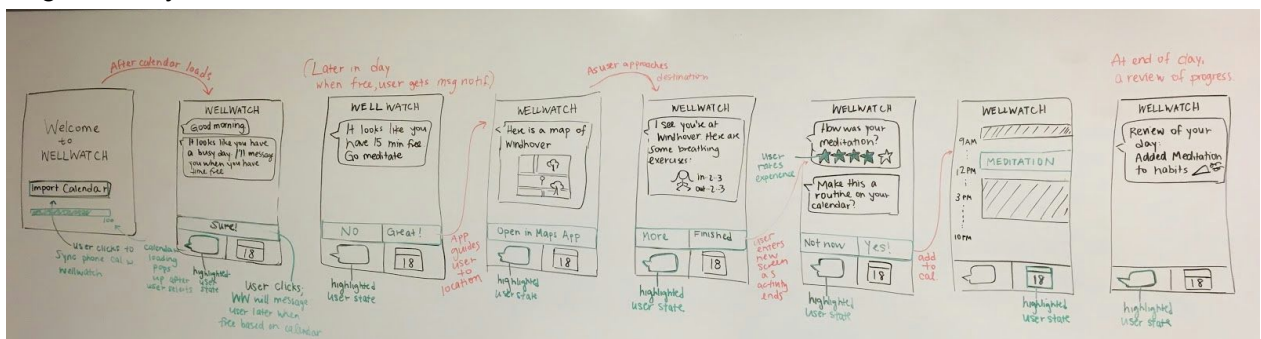 After calendar loads
Welcome
to
WELLWATCH
Import Calendar
user clicks to
Sync phone Cal w
Wellwatch
calendar
loading
pops
up after
user starts
WELLWATCH
Good morning
It looks like you have
a busy day. I'll message
you when you have
time free
Sure!
18
highlighted
user state
user clicks,
WW will message
user later when
free based on calendar
(Later in day
when free, user gets msg notif)
WELLWATCH
It looks like you
have 15 min free
Go meditate
NO
Great!
18
highlighted
user state
App
guides
user to
location
WELLWATCH
Here is a map of
Windhover
Open in Maps App
18
highlighted
user state
As user approaches
destination
WELLWATCH
I see you're at
Windhover. Here are
some breathing
exercises:
in-2-3
out-2-3
More
Finished
18
highlighted
user state
user
enters
new
screen
as
activity
ends
WELLWATCH
How was your
meditation?
User
rates
experience
Make this a
routine on your
calendar?
Not now
Yes!
18
highlighted
user state
add
to
cal
WELLWATCH
9AM
MEDITATION
12PM
3PM
10PM
18
highlighted
user state
At end of day,
a review of progress
WELLWATCH
Review of your
day:
Added Meditation
to habits
18
highlighted
user state